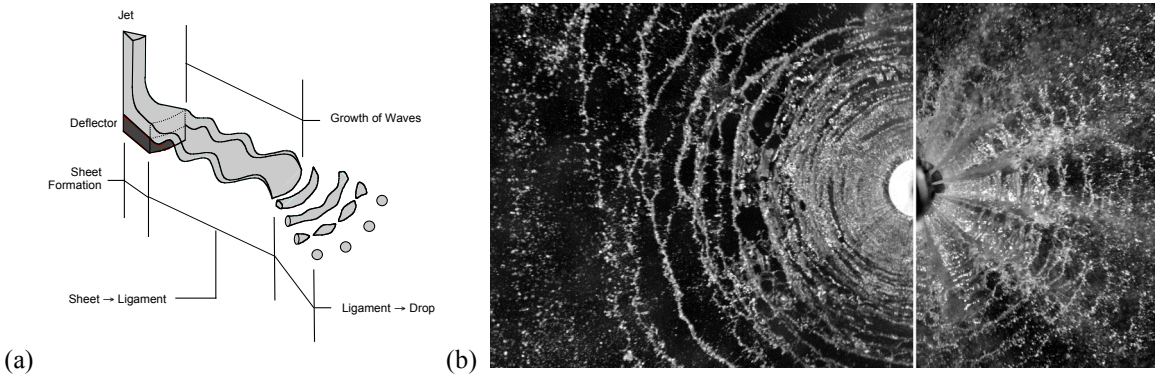 Jet
Growth of Waves
Deflector
Sheet
Formation
Sheet → Ligament
Ligament → Drop
(a)
(b)